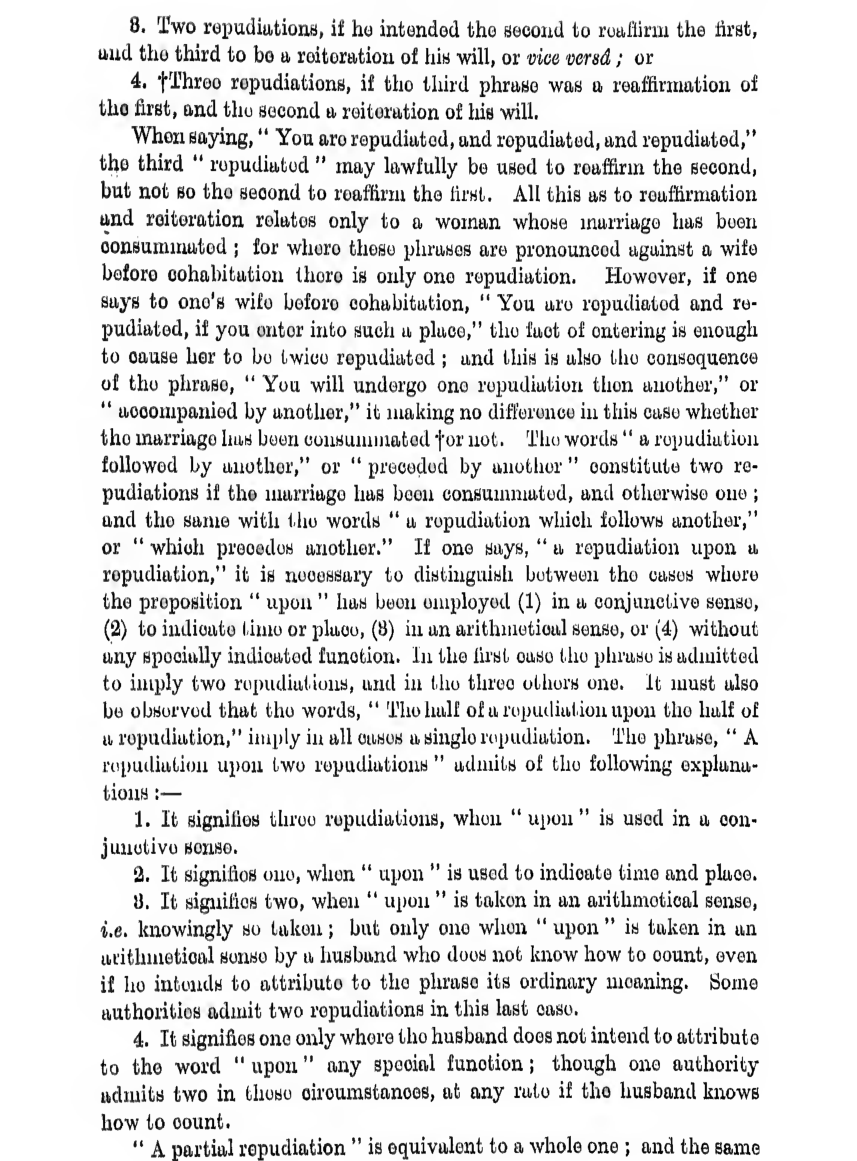 3. Two repudiations, if he intended the second to reaffirm the first,
and the third to be a reiteration of his will, or vice versâ ; or
4. †Three repudiations, if the third phrase was a reaffirmation of
the first, and the second a reiteration of his will.
When saying, “ You are repudiated, and repudiated, and repudiated,”
the third “ repudiated ” may lawfully be used to reaffirm the second,
but not so the second to reaffirm the first. All this as to reaffirmation
and reiteration relates only to a woman whose marriage has been
consummated ; for where these phrases are pronounced against a wife
before cohabitation there is only one repudiation. However, if one
says to one's wife before cohabitation, “ You are repudiated and re-
pudiated, if you enter into such a place,” the fact of entering is enough
to cause her to be twice repudiated ; and this is also the consequence
of the phrase, “ You will undergo one repudiation then another,” or
“ accompanied by another,” it making no difference in this case whether
the marriage has been consummated †or not. The words “ a repudiation
followed by another,” or “ preceded by another ” constitute two re-
pudiations if the marriage has been consummated, and otherwise one ;
and the same with the words “ a repudiation which follows another,”
or “ which precedes another.” If one says, “ a repudiation upon a
repudiation,” it is necessary to distinguish between the cases where
the preposition “ upon ” has been employed (1) in a conjunctive sense,
(2) to indicate time or place, (3) in an arithmetical sense, or (4) without
any specially indicated function. In the first case the phrase is admitted
to imply two repudiations, and in the three others one. It must also
be observed that the words, “ The half of a repudiation upon the half of
a repudiation,” imply in all cases a single repudiation. The phrase, “ A
repudiation upon two repudiations ” admits of the following explana-
tions :—
1. It signifies three repudiations, when “ upon ” is used in a con-
junctive sense.
2. It signifies one, when “ upon ” is used to indicate time and place.
3. It signifies two, when “ upon ” is taken in an arithmetical sense,
i.e. knowingly so taken ; but only one when “ upon ” is taken in an
arithmetical sense by a husband who does not know how to count, even
if he intends to attribute to the phrase its ordinary meaning. Some
authorities admit two repudiations in this last case.
4. It signifies one only where the husband does not intend to attribute
to the word “ upon ” any special function ; though one authority
admits two in these circumstances, at any rate if the husband knows
how to count.
“ A partial repudiation ” is equivalent to a whole one ; and the same